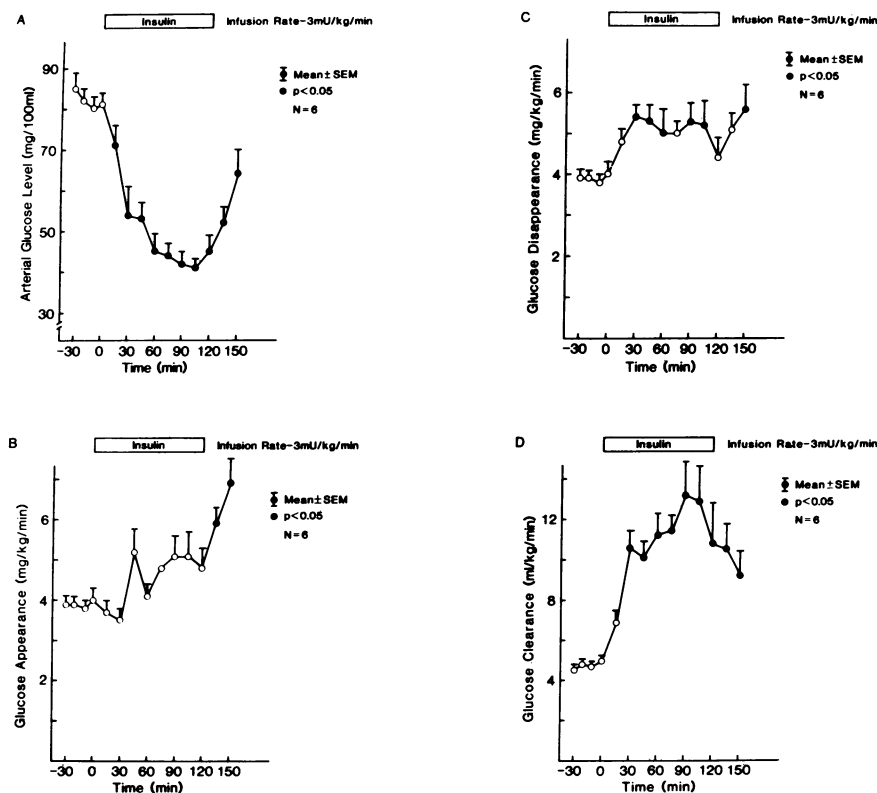 A
Insulin Infusion Rate-3mU/kg/min
Arterial Glucose Level (mg/100ml)
90
70
50
30
Mean±SEM
p<0.05
N=6
-30 0 30 60 90 120 150
Time (min)
C
Insulin Infusion Rate-3mU/kg/min
Glucose Disappearance (mg/kg/min)
6
4
2
Mean±SEM
p<0.05
N=6
-30 0 30 60 90 120 150
Time (min)
B
Insulin Infusion Rate-3mU/kg/min
Glucose Appearance (mg/kg/min)
6
4
2
Mean±SEM
p<0.05
N=6
-30 0 30 60 90 120 150
Time (min)
D
Insulin Infusion Rate-3mU/kg/min
Glucose Clearance (ml/kg/min)
12
8
4
Mean±SEM
p<0.05
N=6
-30 0 30 60 90 120 150
Time (min)